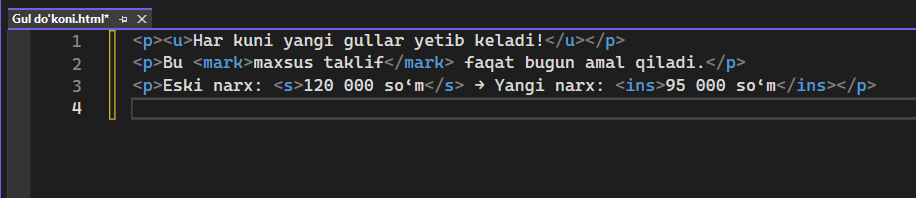 Gul do'koni.html*
1 <p><u>Har kuni yangi gullar yetib keladi!</u></p>
2 <p>Bu <mark>maxsus taklif</mark> faqat bugun amal qiladi.</p>
3 <p>Eski narx: <s>120 000 so‘m</s> → Yangi narx: <ins>95 000 so‘m</ins></p>
4